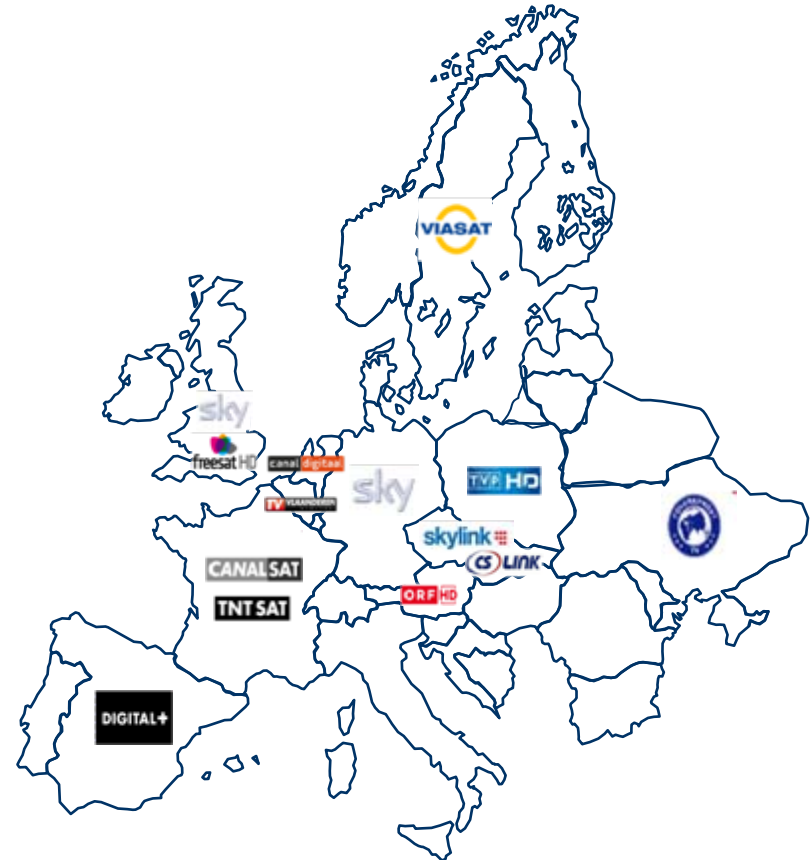 VIASAT
sky
freesat HD
canal digitaal
TV VLAANDEREN
sky
TVP HD
skylink
CS LINK
CANALSAT
TNT SAT
ORF HD
DIGITAL+